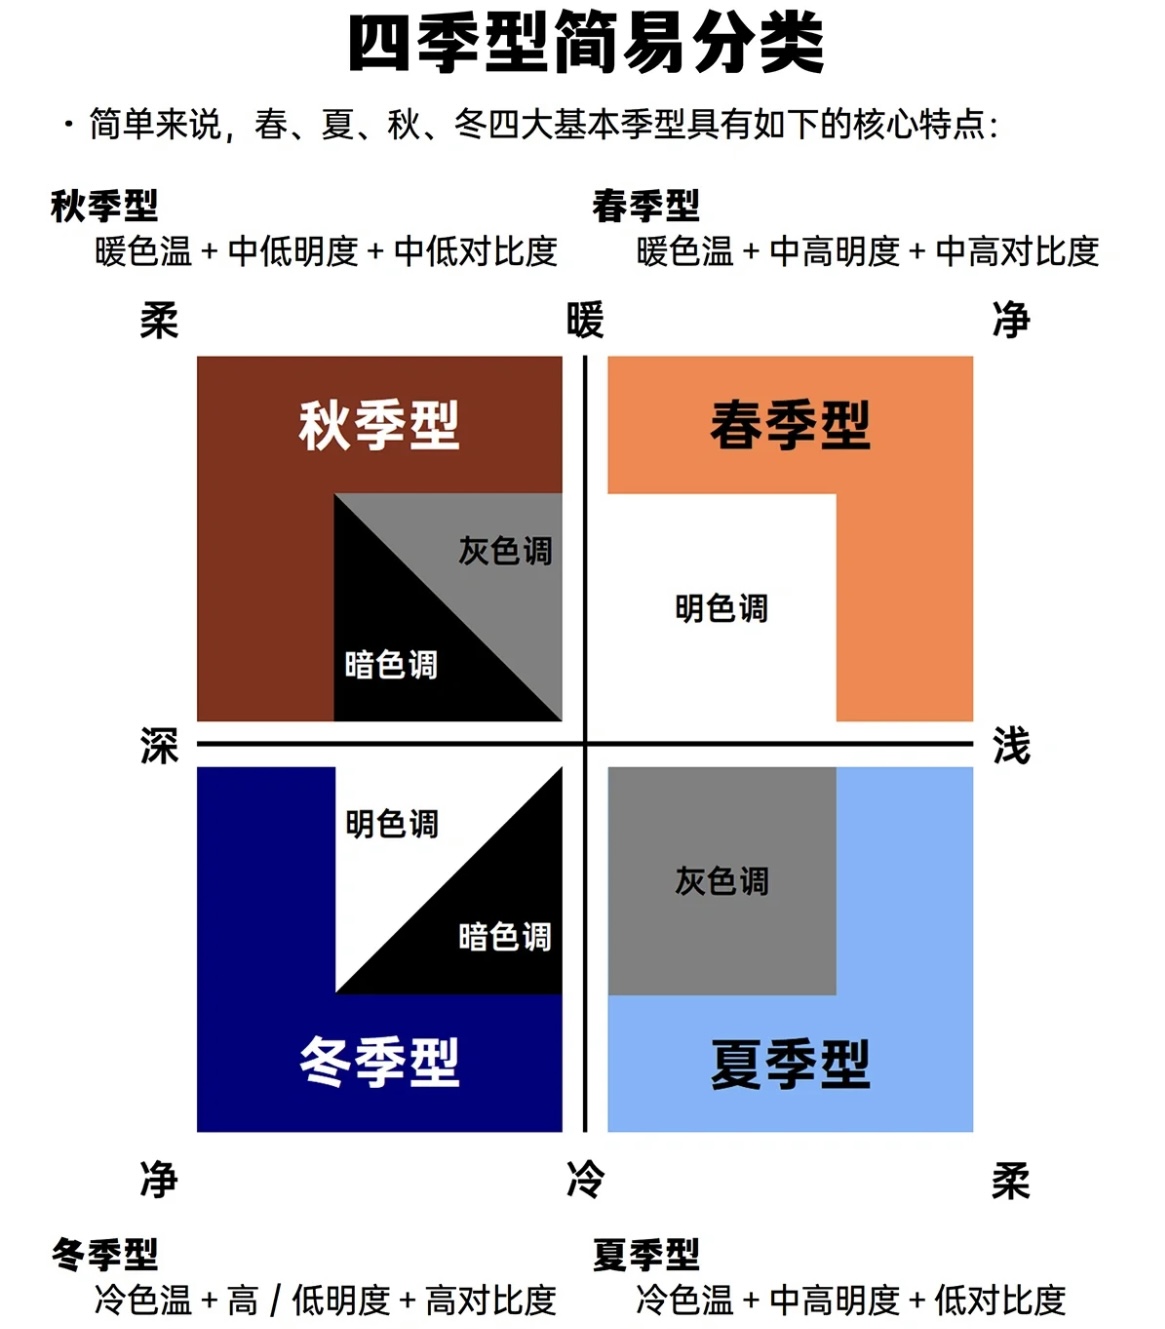 四季型简易分类
· 简单来说，春、夏、秋、冬四大基本季型具有如下的核心特点：
秋季型
暖色温 + 中低明度 + 中低对比度
春季型
暖色温 + 中高明度 + 中高对比度
柔
暖
净
秋季型
灰色调
暗色调
春季型
明色调
深
浅
明色调
暗色调
冬季型
灰色调
夏季型
净
冷
柔
冬季型
冷色温 + 高 / 低明度 + 高对比度
夏季型
冷色温 + 中高明度 + 低对比度